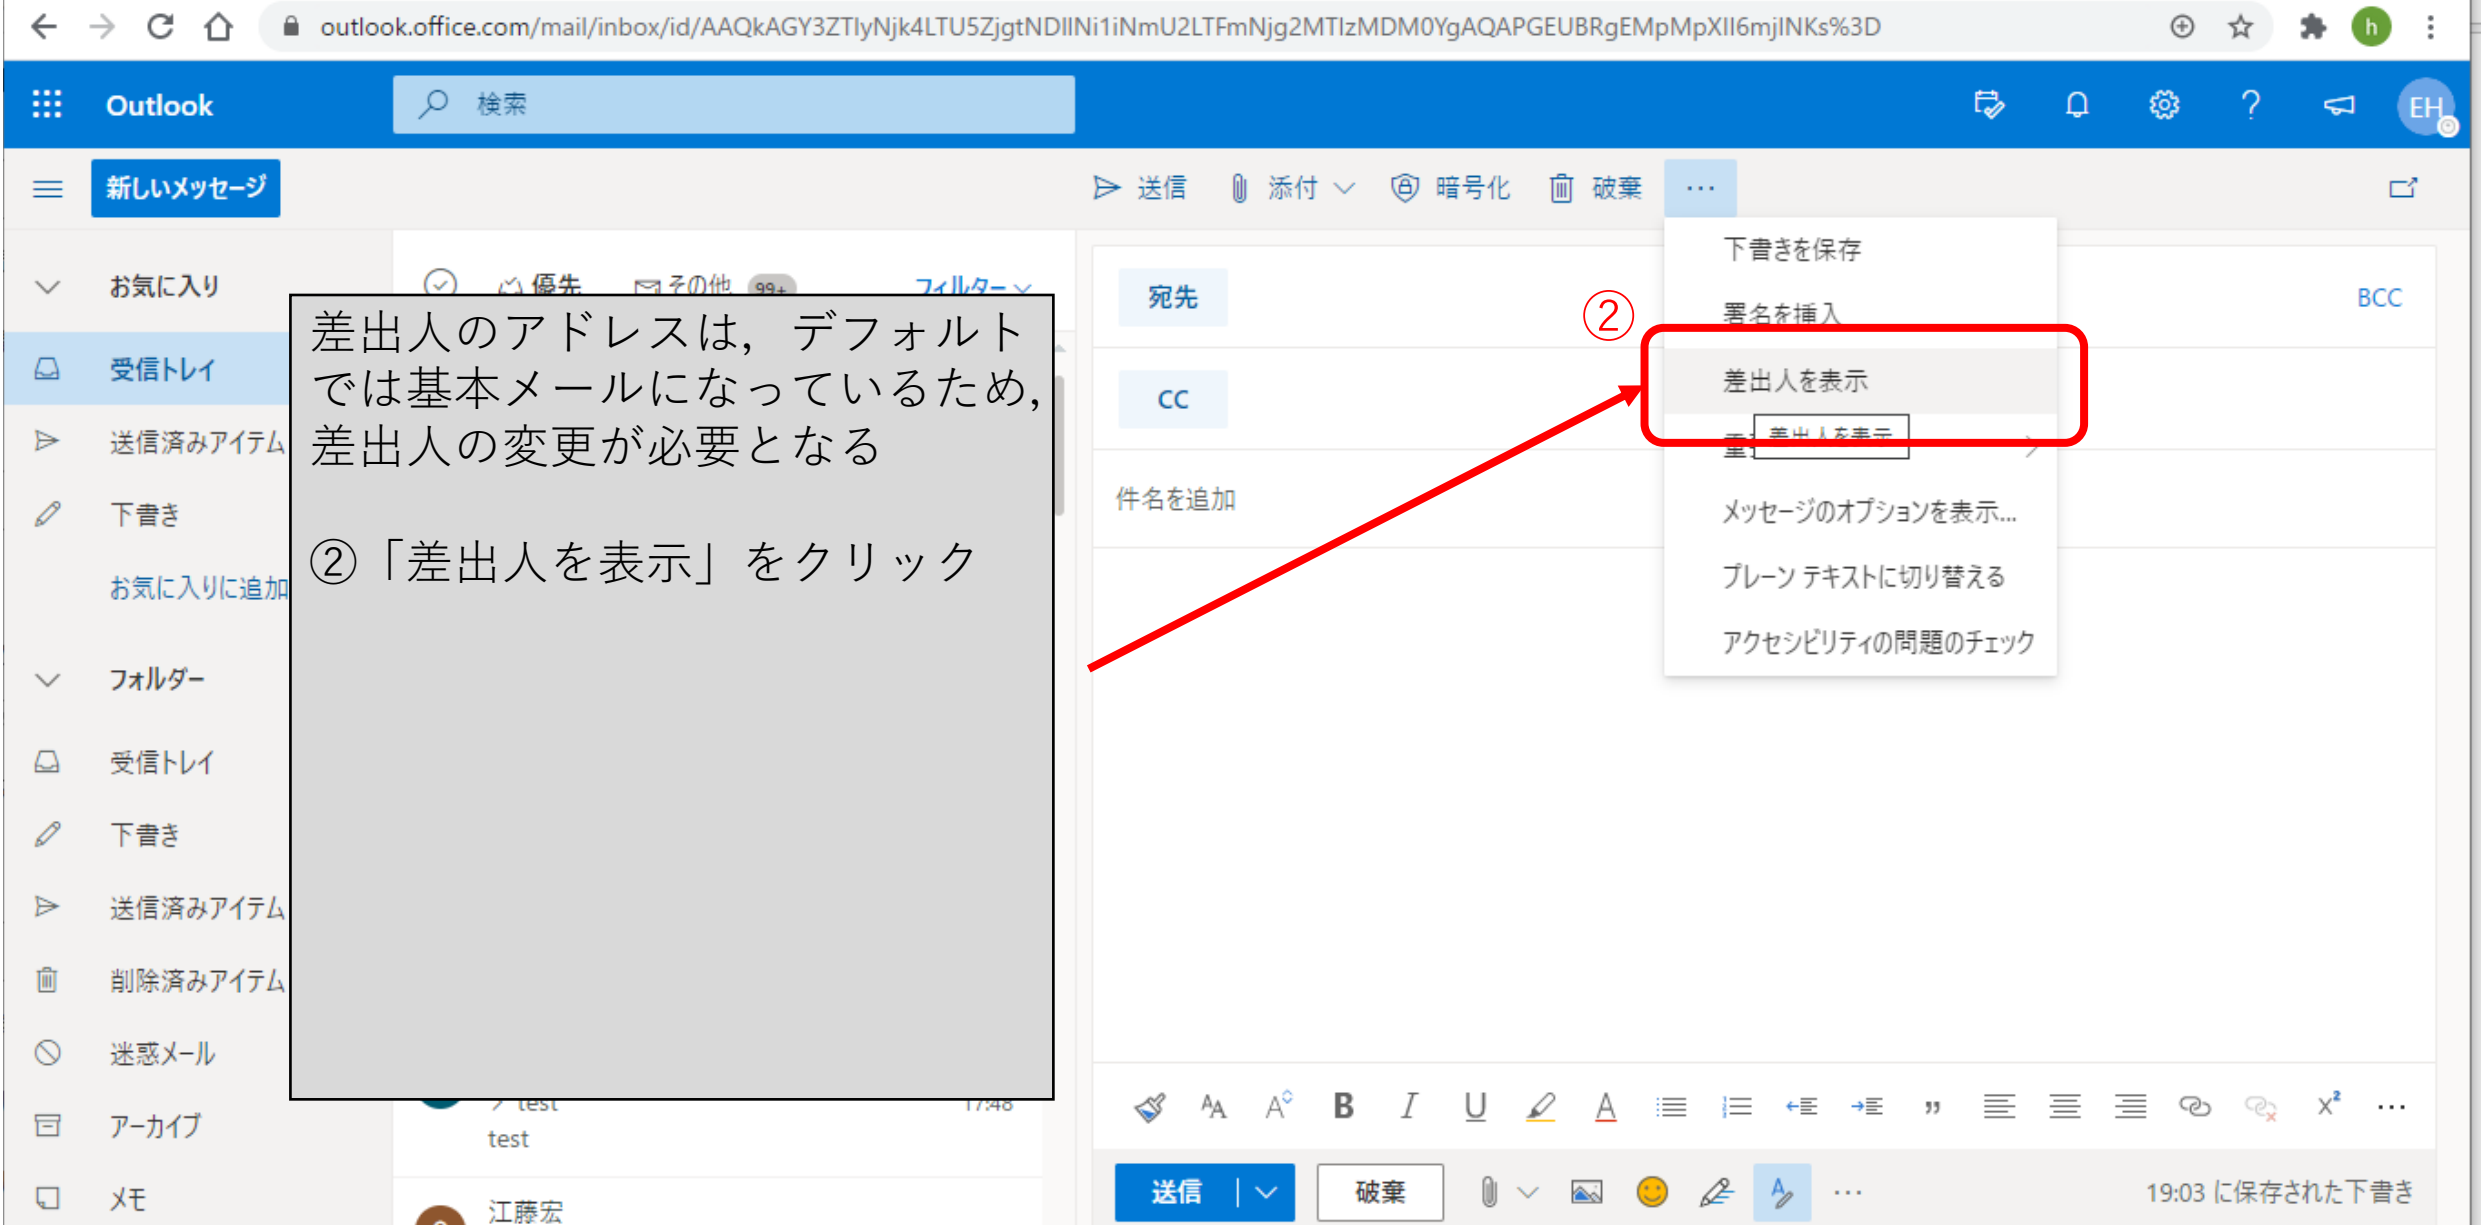 outlook.office.com/mail/inbox/id/AAQkAGY3ZTIyNjk4LTU5ZjgtNDllNi1iNmU2LTFmNjg2MTIzMDM0YgAQAPGEUBRgEMpMpXII6mjINKs%3D
h
Outlook
検索
EH
新しいメッセージ
送信 添付 暗号化 破棄 …
お気に入り
優先 その他 99+ フィルター
受信トレイ
送信済みアイテム
下書き
お気に入りに追加
フォルダー
受信トレイ
下書き
送信済みアイテム
削除済みアイテム
迷惑メール
アーカイブ
メモ
差出人のアドレスは，デフォルト
では基本メールになっているため，
差出人の変更が必要となる
②「差出人を表示」をクリック
test 17:48
test
江藤宏
宛先
BCC
CC
件名を追加
②
下書きを保存
署名を挿入
差出人を表示
差出人を表示
メッセージのオプションを表示...
プレーン テキストに切り替える
アクセシビリティの問題のチェック
送信 破棄 19:03 に保存された下書き